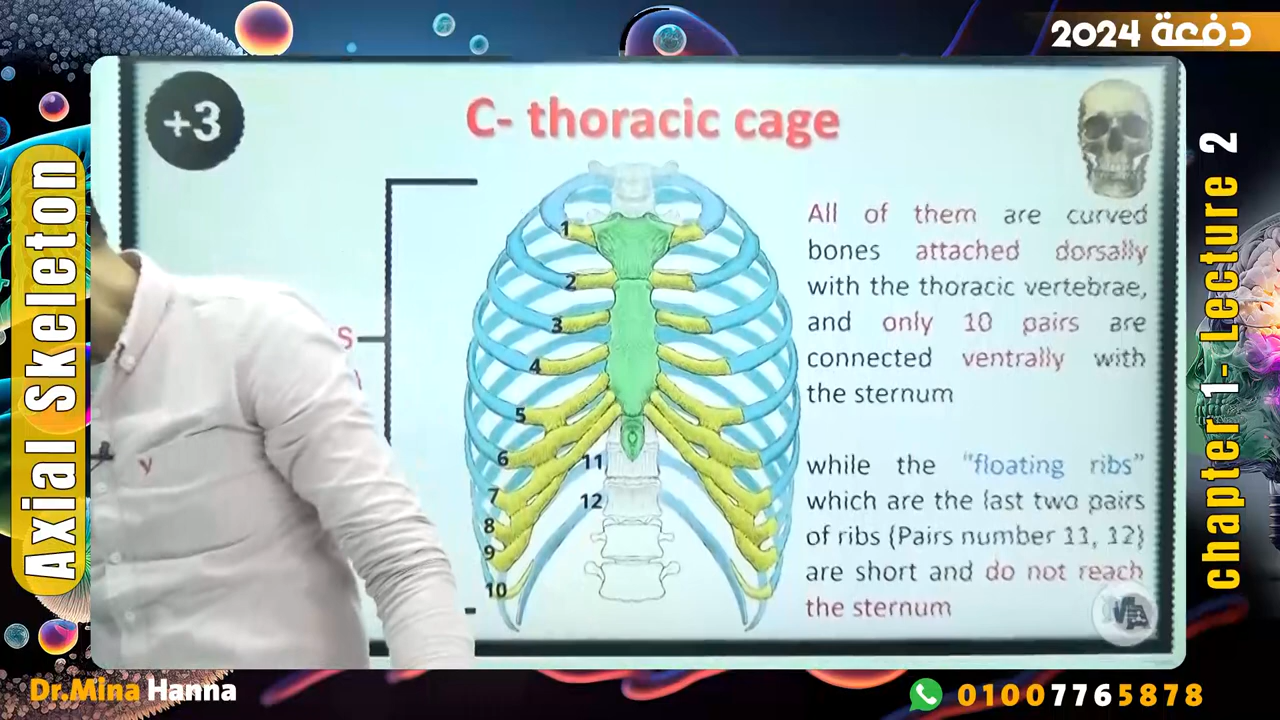 دفعة 2024
+3
C- thoracic cage
Axial Skeleton
chapter 1- Lecture 2
All of them are curved
bones attached dorsally
with the thoracic vertebrae,
and only 10 pairs are
connected ventrally with
the sternum
while the "floating ribs"
which are the last two pairs
of ribs {Pairs number 11, 12}
are short and do not reach
the sternum
s
1
2
3
4
5
6
7
8
9
10
11
12
Dr.Mina Hanna
01007765878